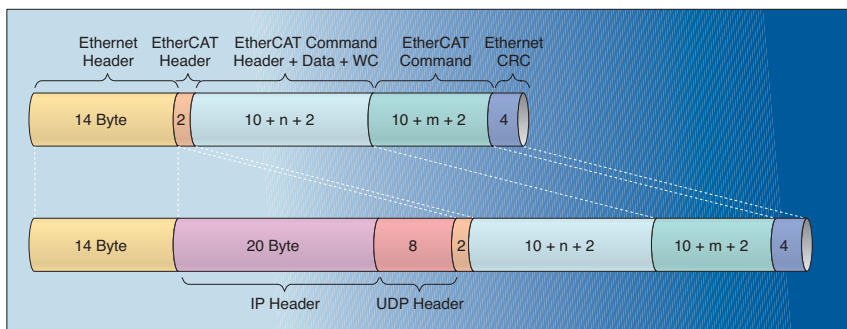 Ethernet Header
EtherCAT Header
EtherCAT Command Header + Data + WC
EtherCAT Command
Ethernet CRC
14 Byte
2
10 + n + 2
10 + m + 2
4
14 Byte
20 Byte
8
2
10 + n + 2
10 + m + 2
4
IP Header
UDP Header